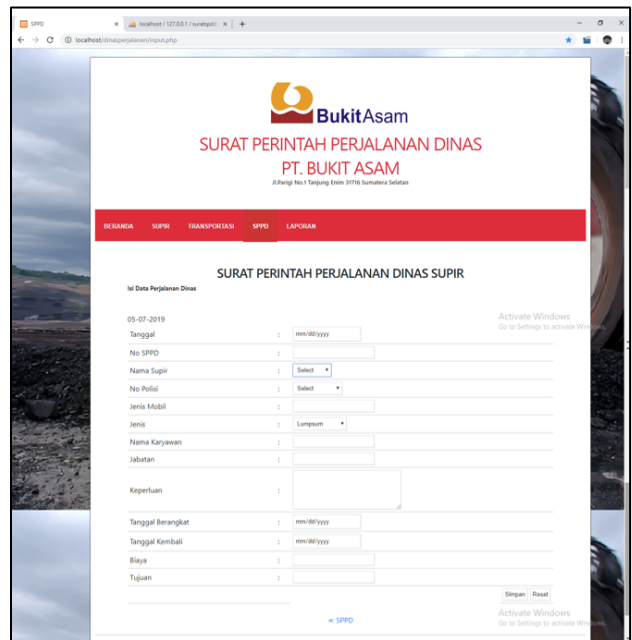 SPPD
localhost / 127.0.0.1 / suratspdc
localhost/dinasperjalanan/input.php
BukitAsam
SURAT PERINTAH PERJALANAN DINAS
PT. BUKIT ASAM
Jl.Parigi No.1 Tanjung Enim 31716 Sumatera Selatan
BERANDA SUPIR TRANSPORTASI SPPD LAPORAN
SURAT PERINTAH PERJALANAN DINAS SUPIR
Isi Data Perjalanan Dinas
05-07-2019
Tanggal : mm/dd/yyyy
No SPPD :
Nama Supir : Select
No Polisi : Select
Jenis Mobil :
Jenis : Lumpsum
Nama Karyawan :
Jabatan :
Keperluan :
Tanggal Berangkat : mm/dd/yyyy
Tanggal Kembali : mm/dd/yyyy
Biaya :
Tujuan :
Simpan Reset
« SPPD
Activate Windows
Go to Settings to activate Windows.
Activate Windows
Go to Settings to activate Windows.